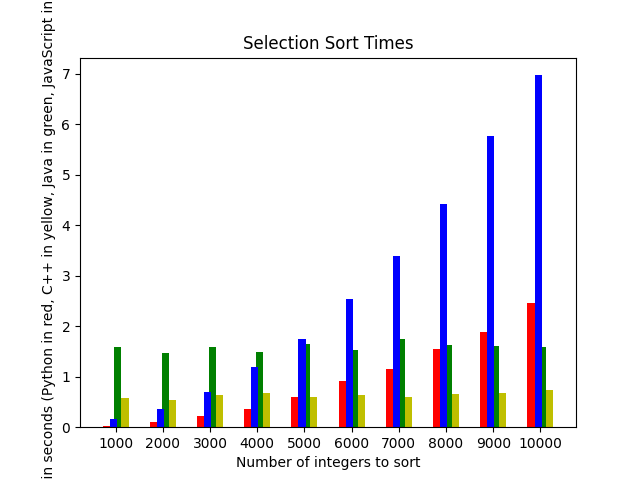 Selection Sort Times
in seconds (Python in red, C++ in yellow, Java in green, JavaScript in
7
6
5
4
3
2
1
0
1000 2000 3000 4000 5000 6000 7000 8000 9000 10000
Number of integers to sort